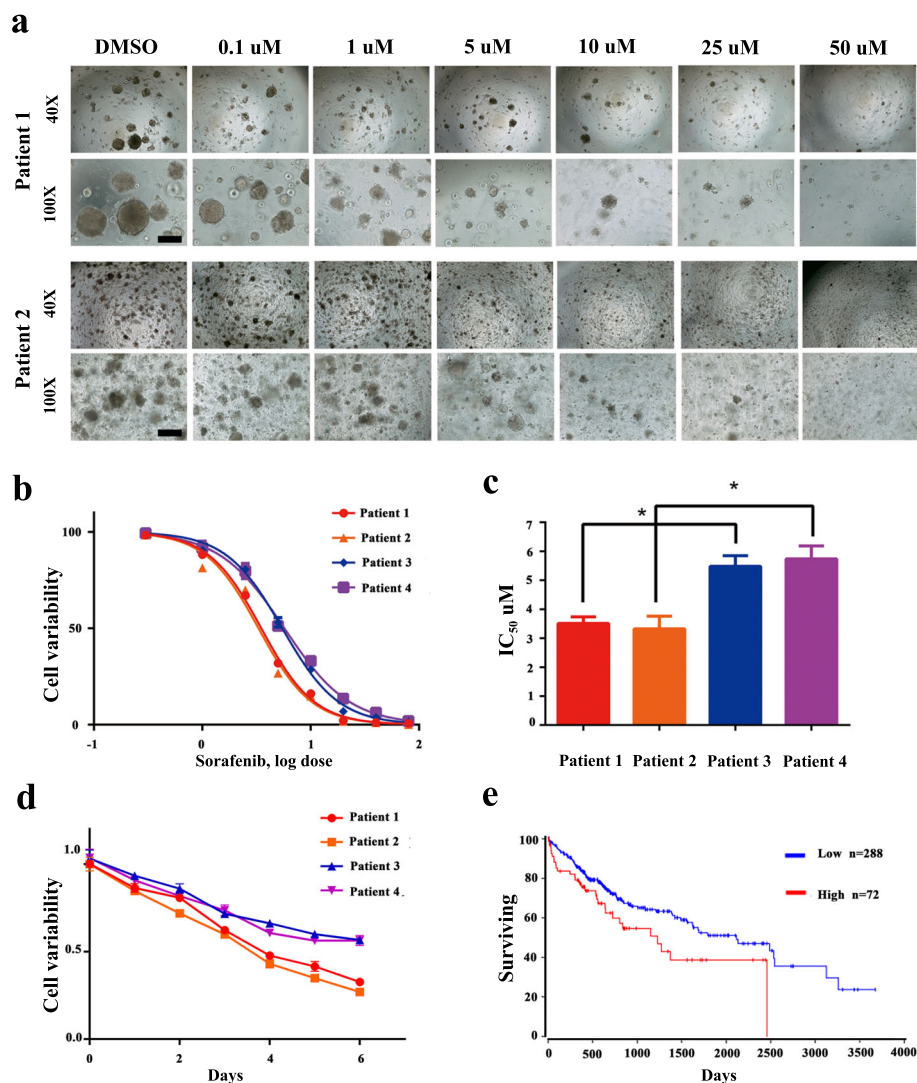 a
DMSO 0.1 uM 1 uM 5 uM 10 uM 25 uM 50 uM
Patient 1
40X
100X
Patient 2
40X
100X
b
Cell variability
100
50
0
-1 0 1 2
Sorafenib, log dose
Patient 1
Patient 2
Patient 3
Patient 4
c
* *
IC50 uM
7
6
5
4
3
2
1
0
Patient 1 Patient 2 Patient 3 Patient 4
d
Cell variability
1.0
0.5
0.0
0 2 4 6
Days
Patient 1
Patient 2
Patient 3
Patient 4
e
Surviving
100
80
60
40
20
0
0 500 1000 1500 2000 2500 3000 3500 4000
Days
Low n=288
High n=72